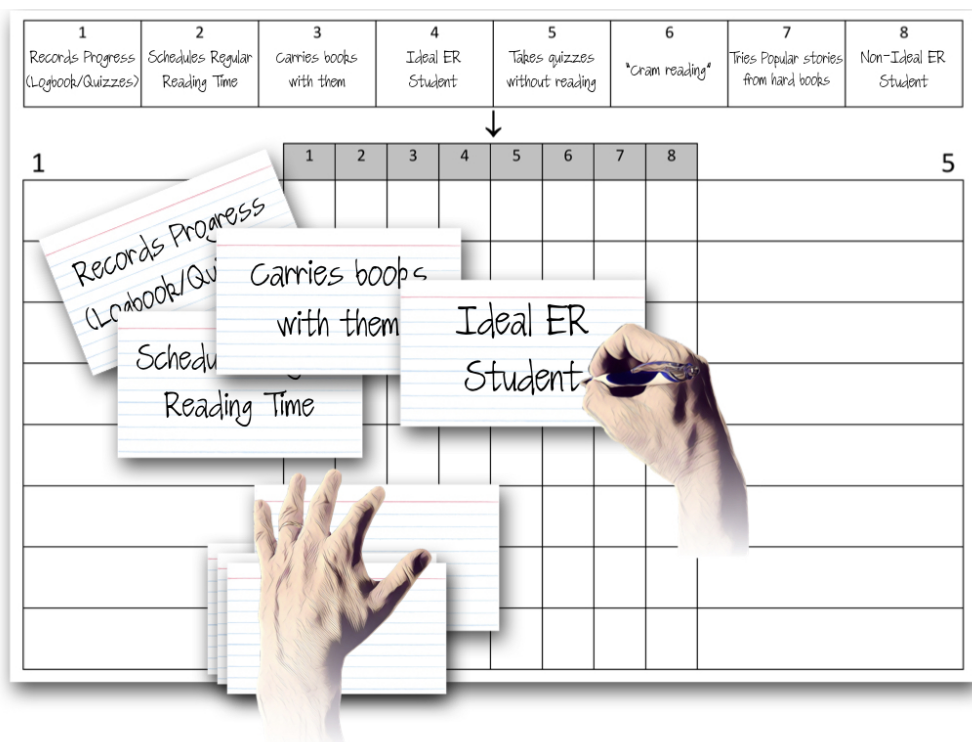 1 2 3 4 5 6 7 8
Records Progress Schedules Regular Carries books Ideal ER Takes quizzes "Cram reading" Tries Popular stories Non-Ideal ER
(Logbook/Quizzes) Reading Time with them Student without reading from hard books Student
1 2 3 4 5 6 7 8
1 5
Records Progress
(Logbook/Qu
Carries books
with them
Schedu
Reading Time
Ideal ER
Student